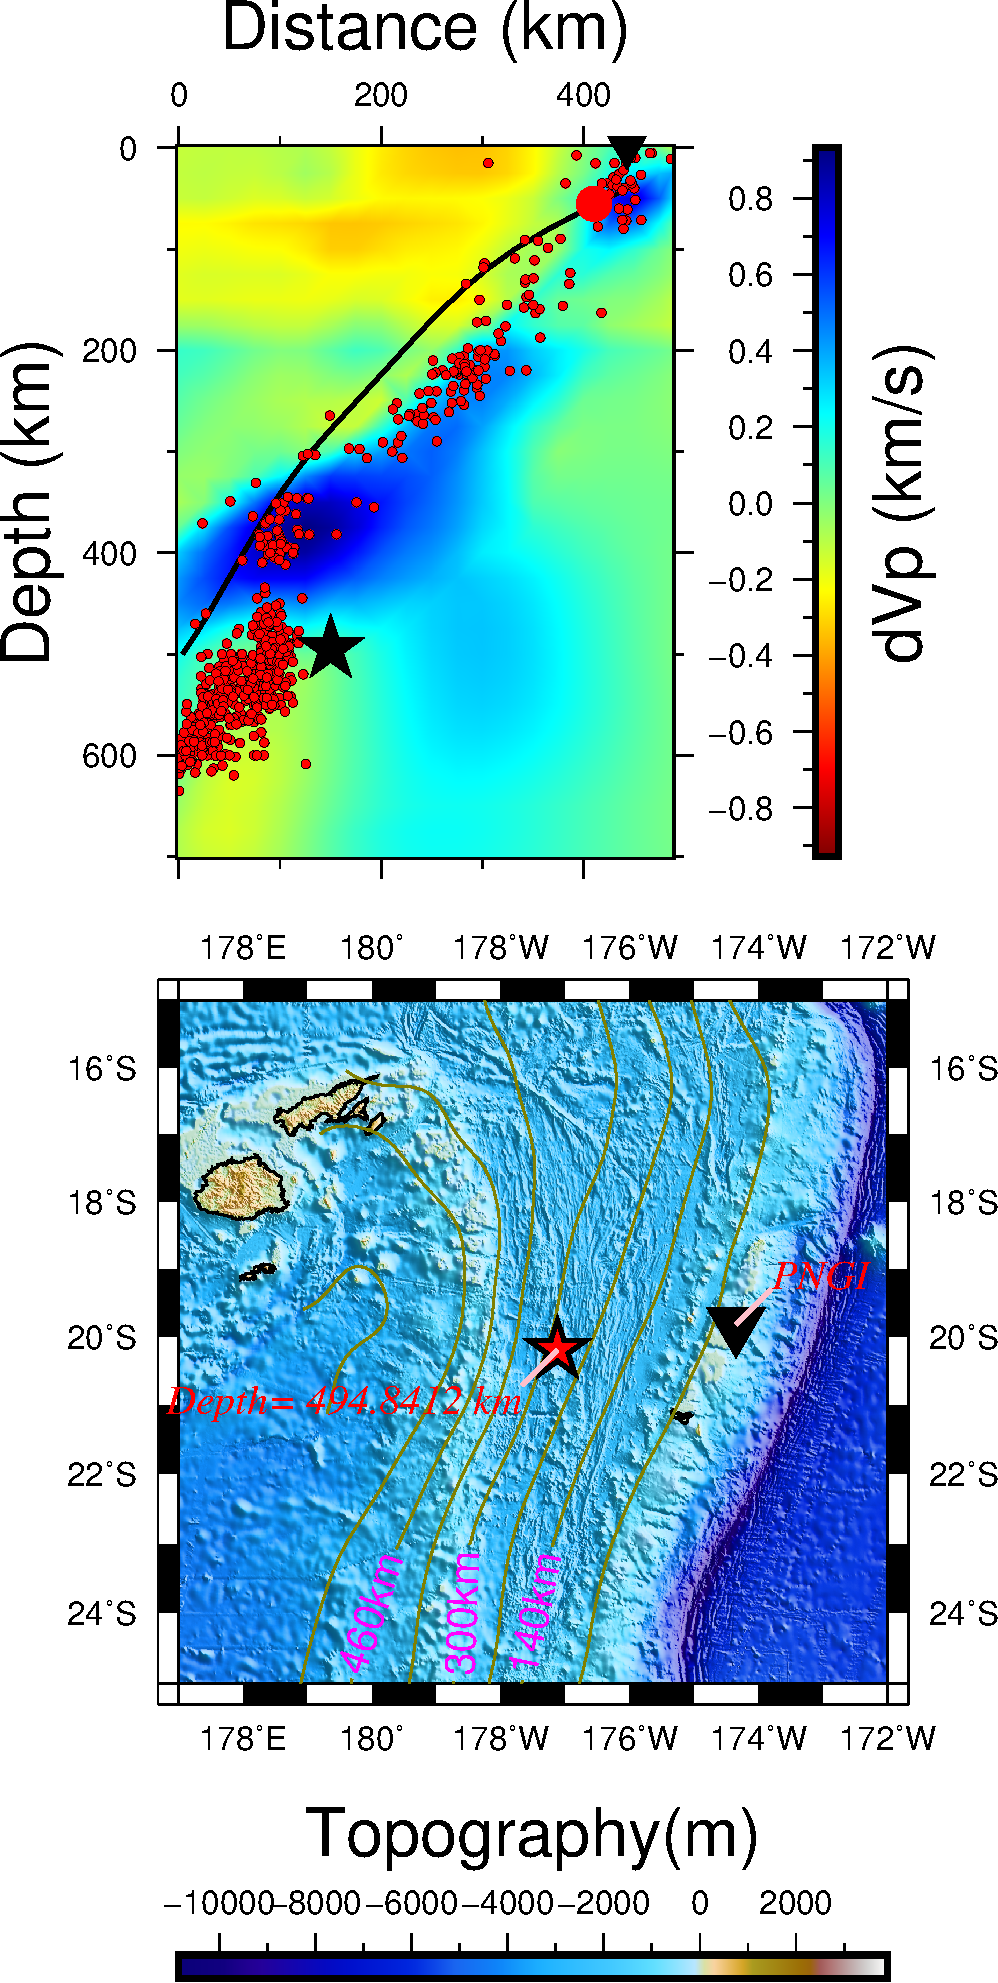 Distance (km)
0 200 400
0
200
400
600
Depth (km)
0.8
0.6
0.4
0.2
0.0
−0.2
−0.4
−0.6
−0.8
dVp (km/s)
178˚E 180˚ 178˚W 176˚W 174˚W 172˚W
16˚S 16˚S
18˚S 18˚S
PNGI
20˚S 20˚S
Depth= 494.8412 km
22˚S 22˚S
460km 300km 140km
24˚S 24˚S
178˚E 180˚ 178˚W 176˚W 174˚W 172˚W
Topography(m)
−10000 −8000 −6000 −4000 −2000 0 2000